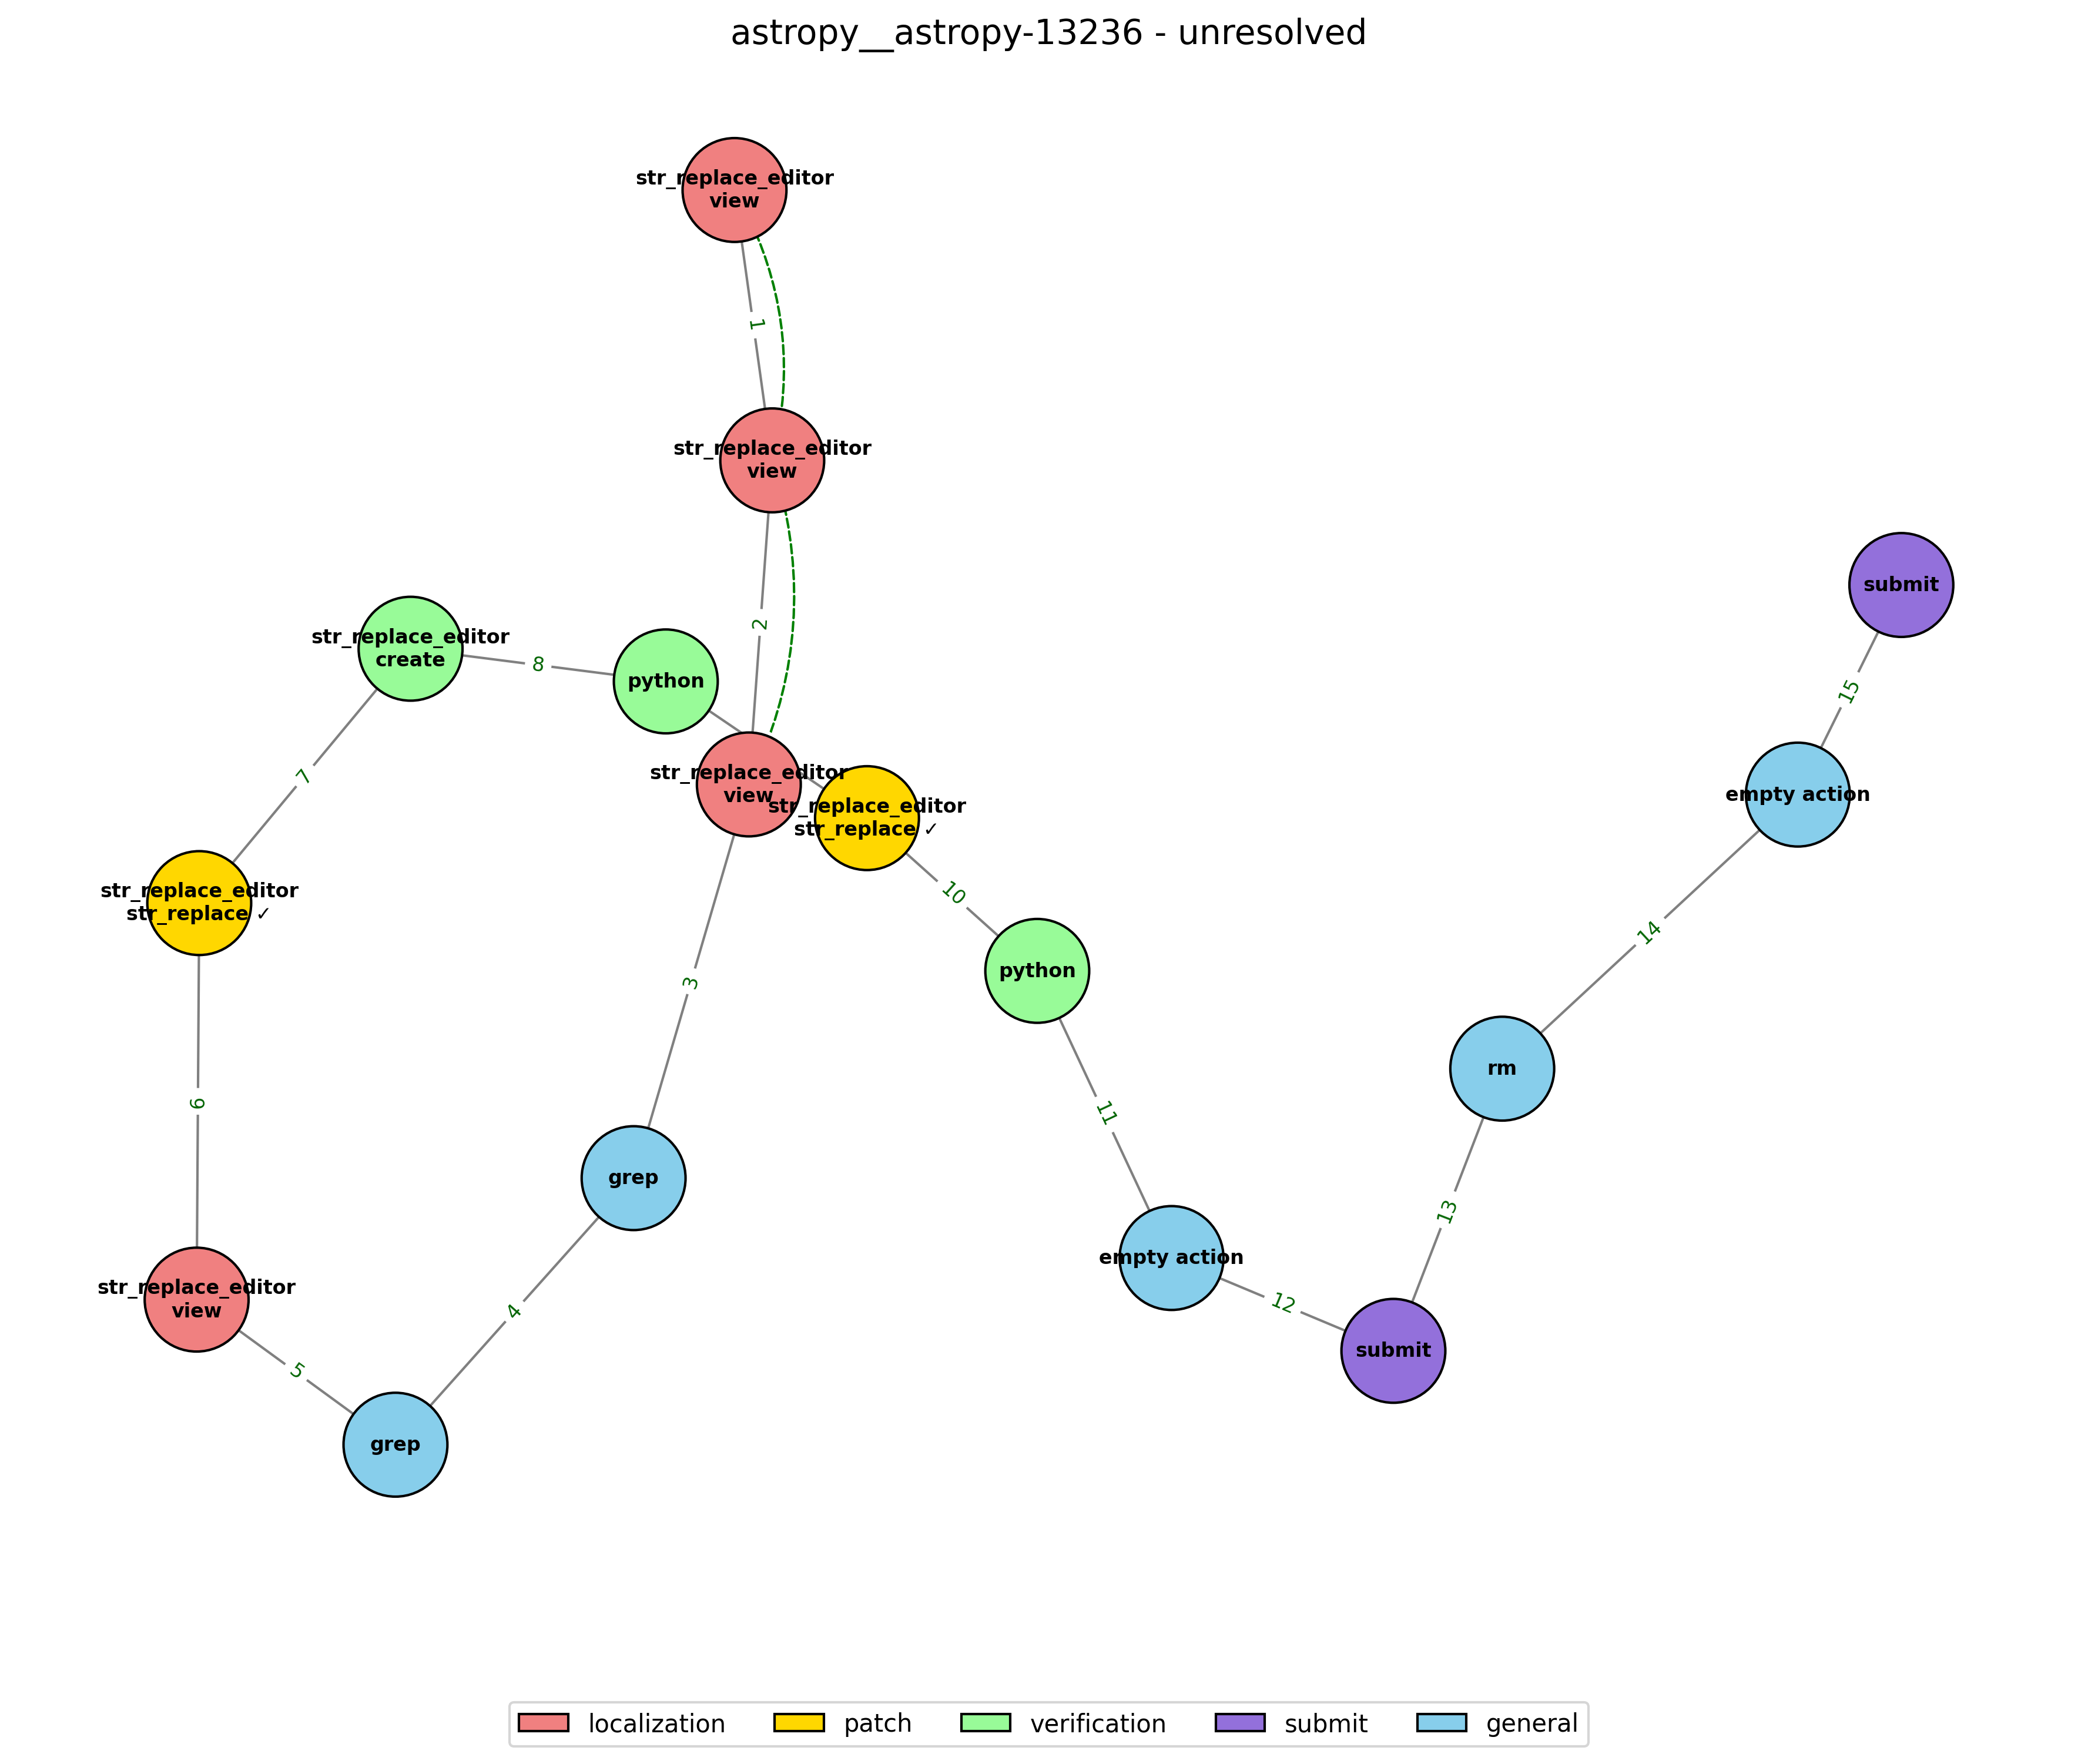 astropy__astropy-13236 - unresolved
str_replace_editor
view
1
str_replace_editor
view
2
submit
str_replace_editor
create
8
python
15
str_replace_editor
view
str_replace_editor
str_replace ✓
empty action
7
10
str_replace_editor
str_replace ✓
14
python
3
rm
6
11
grep
13
empty action
str_replace_editor
view
4
12
submit
5
grep
localization
patch
verification
submit
general